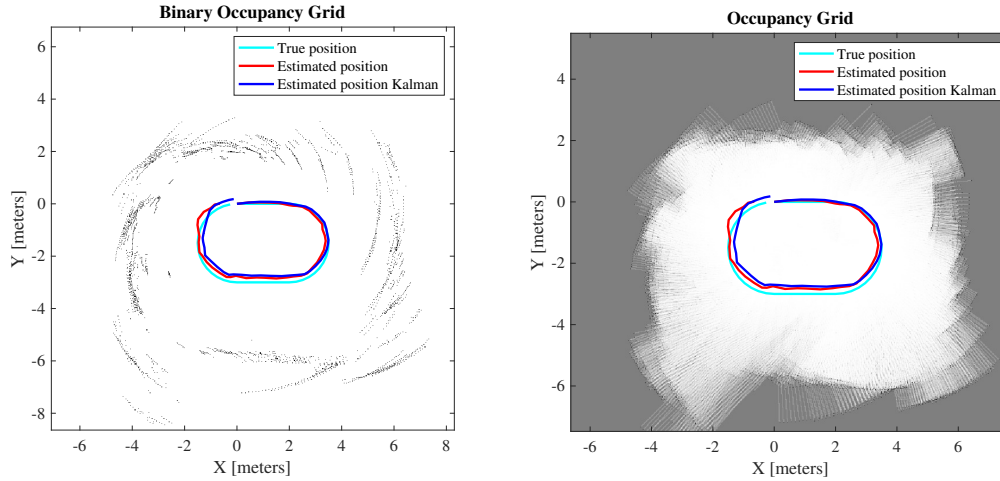 Binary Occupancy Grid
True position
Estimated position
Estimated position Kalman
6
4
2
0
-2
-4
-6
-8
Y [meters]
-6 -4 -2 0 2 4 6 8
X [meters]
Occupancy Grid
True position
Estimated position
Estimated position Kalman
4
2
0
-2
-4
-6
Y [meters]
-6 -4 -2 0 2 4 6
X [meters]